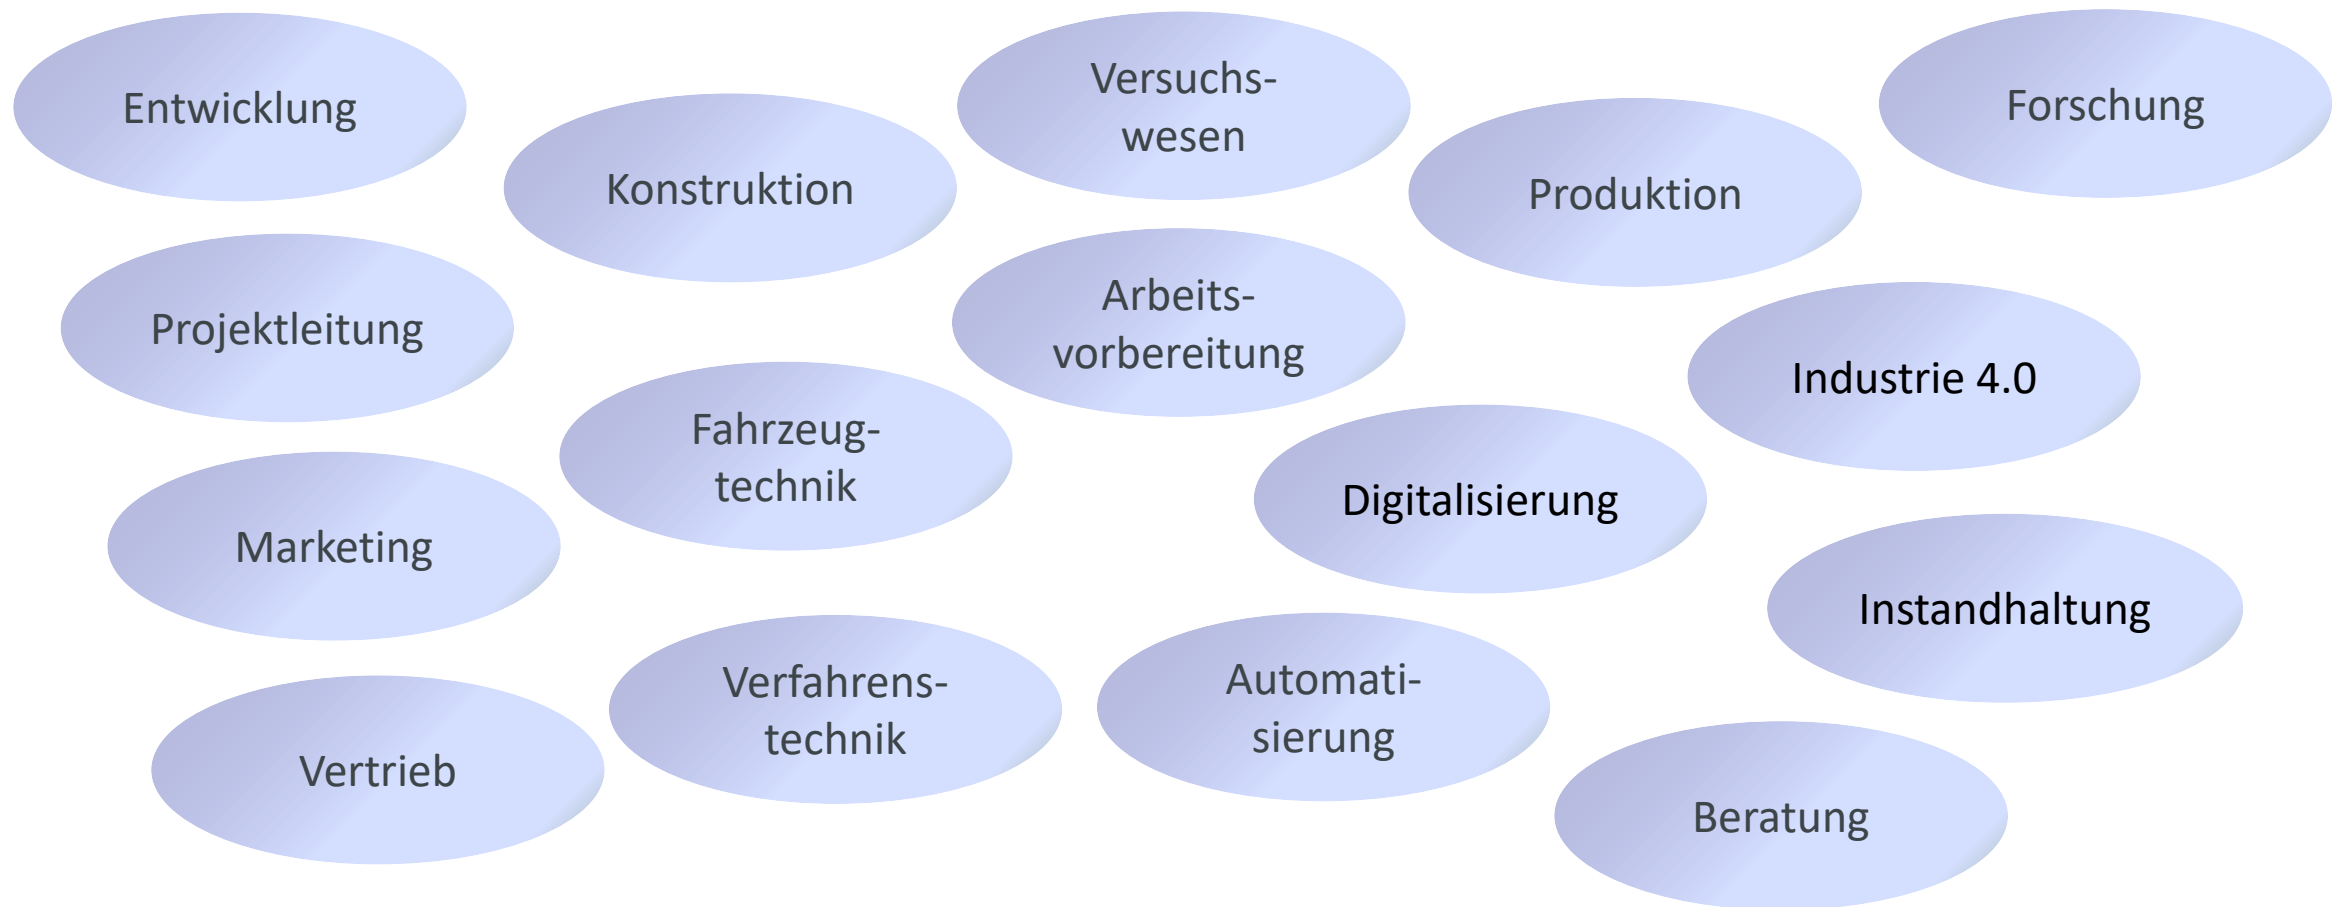 Entwicklung
Konstruktion
Versuchs-
wesen
Produktion
Forschung
Projektleitung
Arbeits-
vorbereitung
Industrie 4.0
Fahrzeug-
technik
Digitalisierung
Marketing
Instandhaltung
Verfahrens-
technik
Automati-
sierung
Vertrieb
Beratung